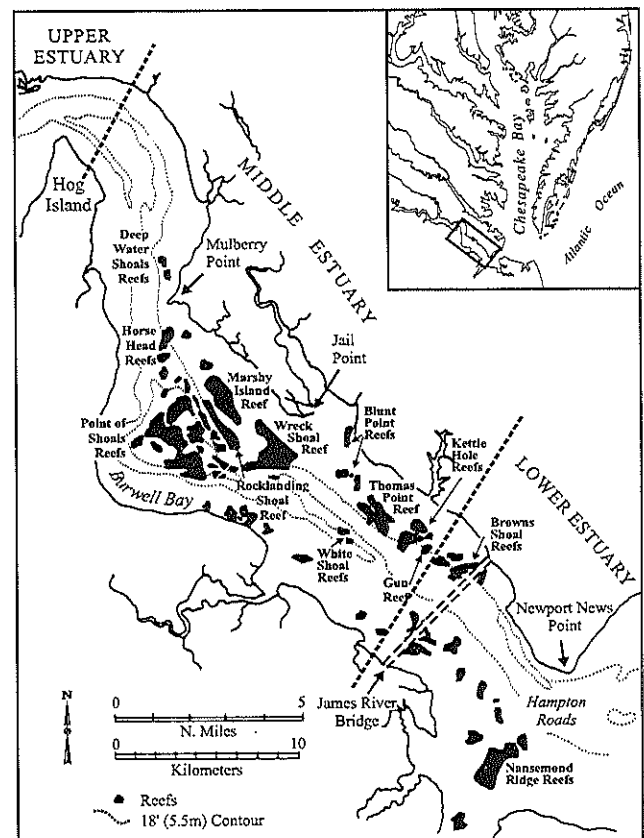 UPPER
ESTUARY
Hog
Island
Deep
Water
Shoals
Reefs
Mulberry
Point
MIDDLE ESTUARY
Chesapeake Bay
Atlantic Ocean
Horse
Head
Reefs
Marshy
Island
Reef
Jail
Point
Point of
Shoals
Reefs
Wreck
Shoal
Reef
Blunt
Point
Reefs
Kettle
Hole
Reefs
Burwell Bay
Rocklanding
Shoal
Reef
Thomas
Point
Reef
LOWER ESTUARY
White
Shoal
Reefs
Gun
Reef
Browns
Shoal
Reefs
Newport News
Point
James River
Bridge
Hampton
Roads
Nansemond
Ridge Reefs
N
0 5
N. Miles
0 10
Kilometers
Reefs
18' (5.5m) Contour